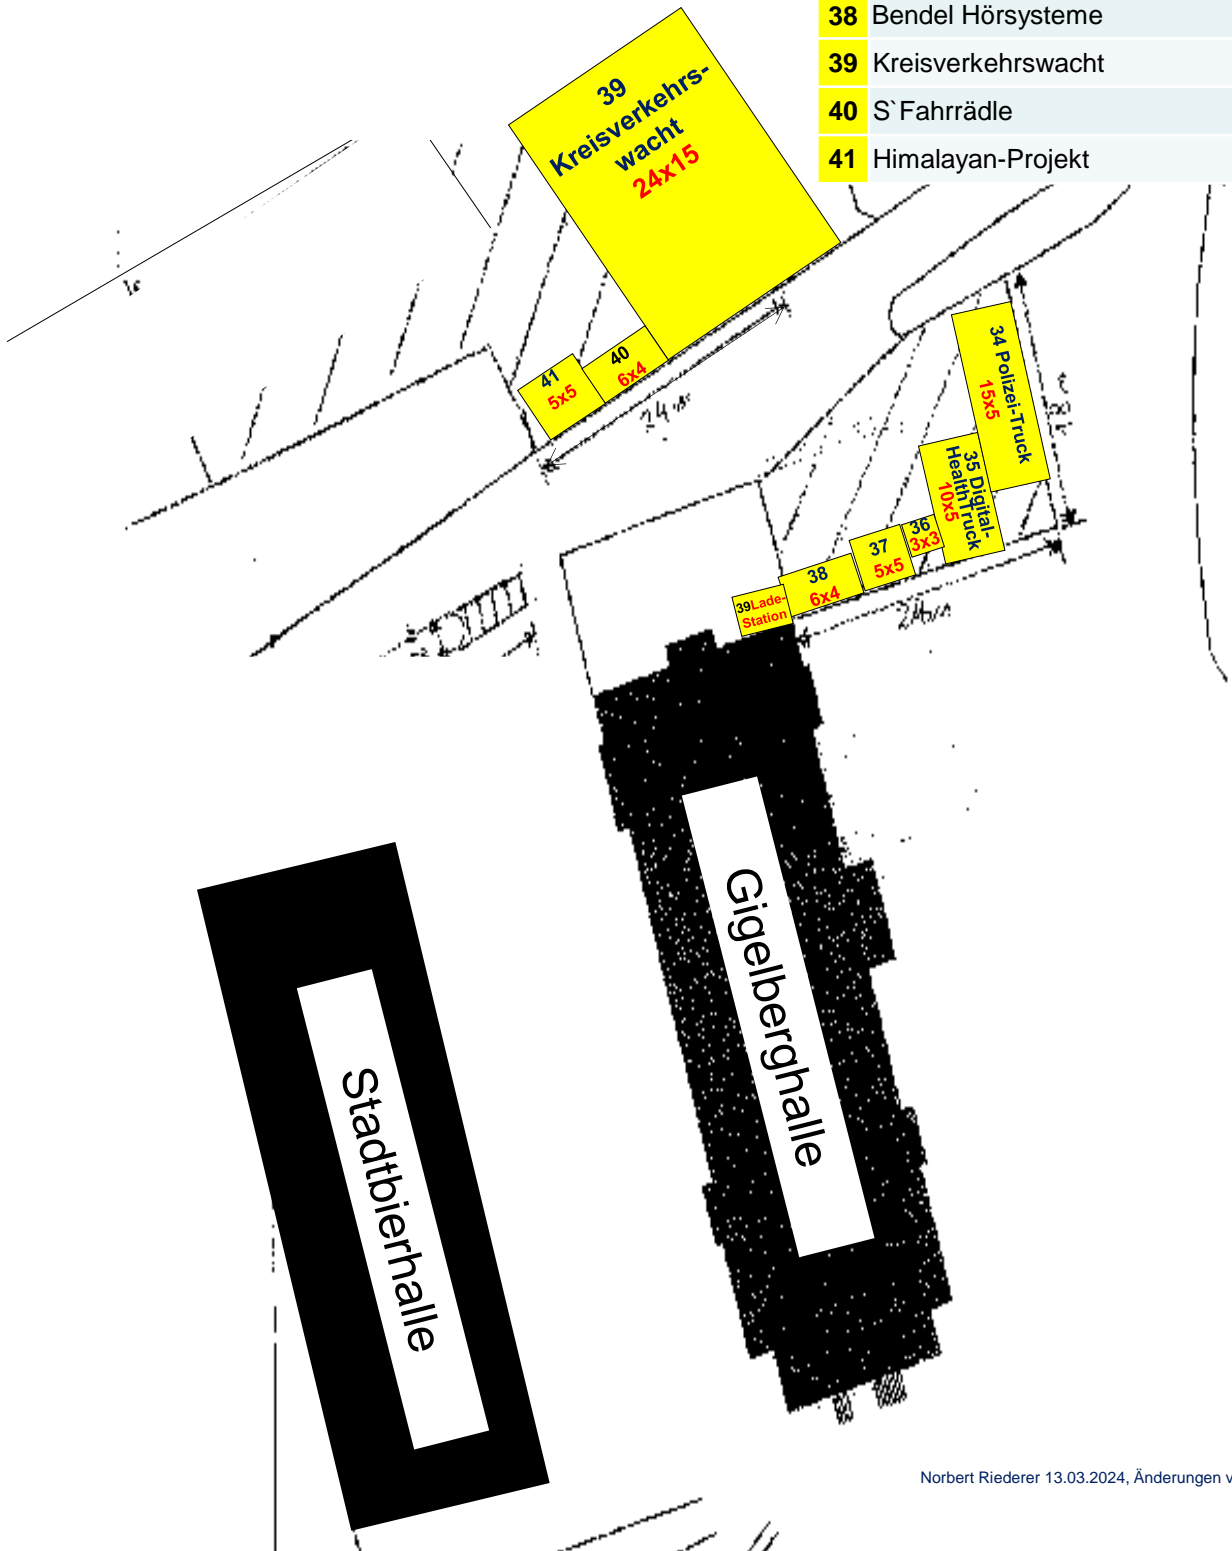 38 Bendel Hörsysteme
39 Kreisverkehrswacht
40 S`Fahrrädle
41 Himalayan-Projekt
39
Kreisverkehrs-
wacht
24x15
41
5x5
40
6x4
24m
34 Polizei-Truck
15x5
35 Digital-
HealthTruck
10x5
36
3x3
37
5x5
38
6x4
39Lade-
Station
24m
Gigelberghalle
Stadtbierhalle
Norbert Riederer 13.03.2024, Änderungen v